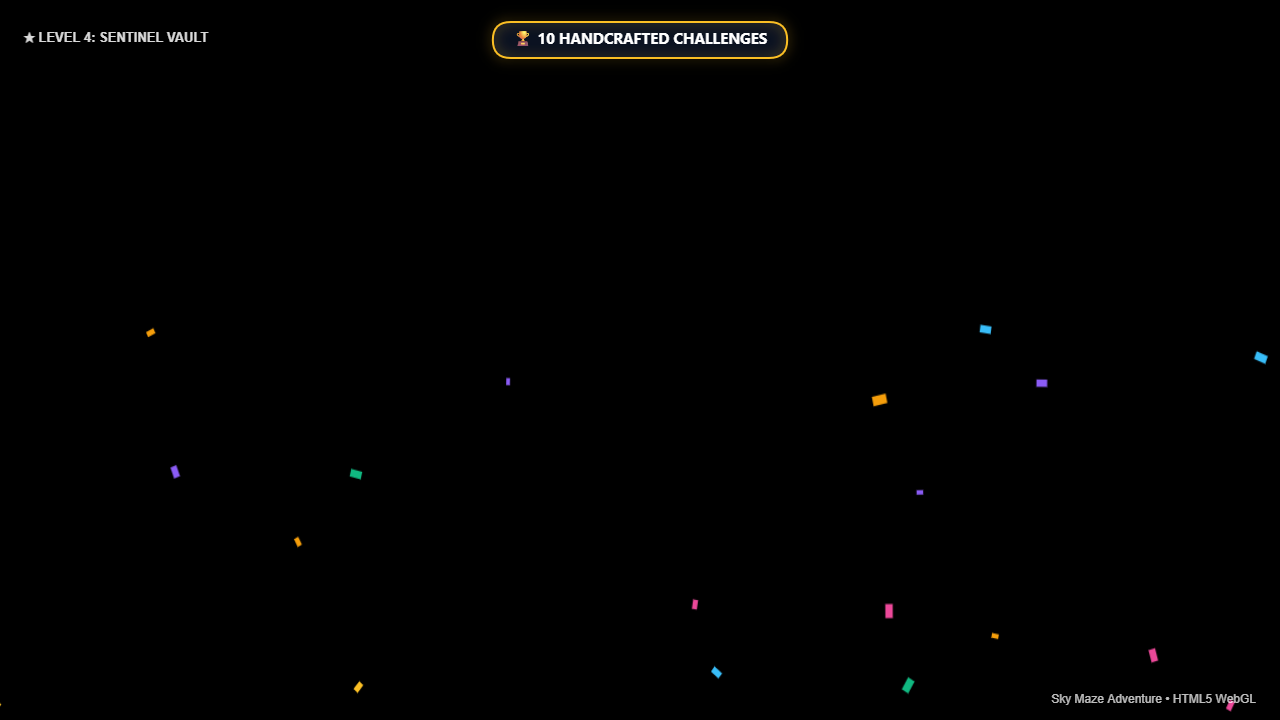 ★ LEVEL 4: SENTINEL VAULT
🏆 10 HANDCRAFTED CHALLENGES
Sky Maze Adventure • HTML5 WebGL